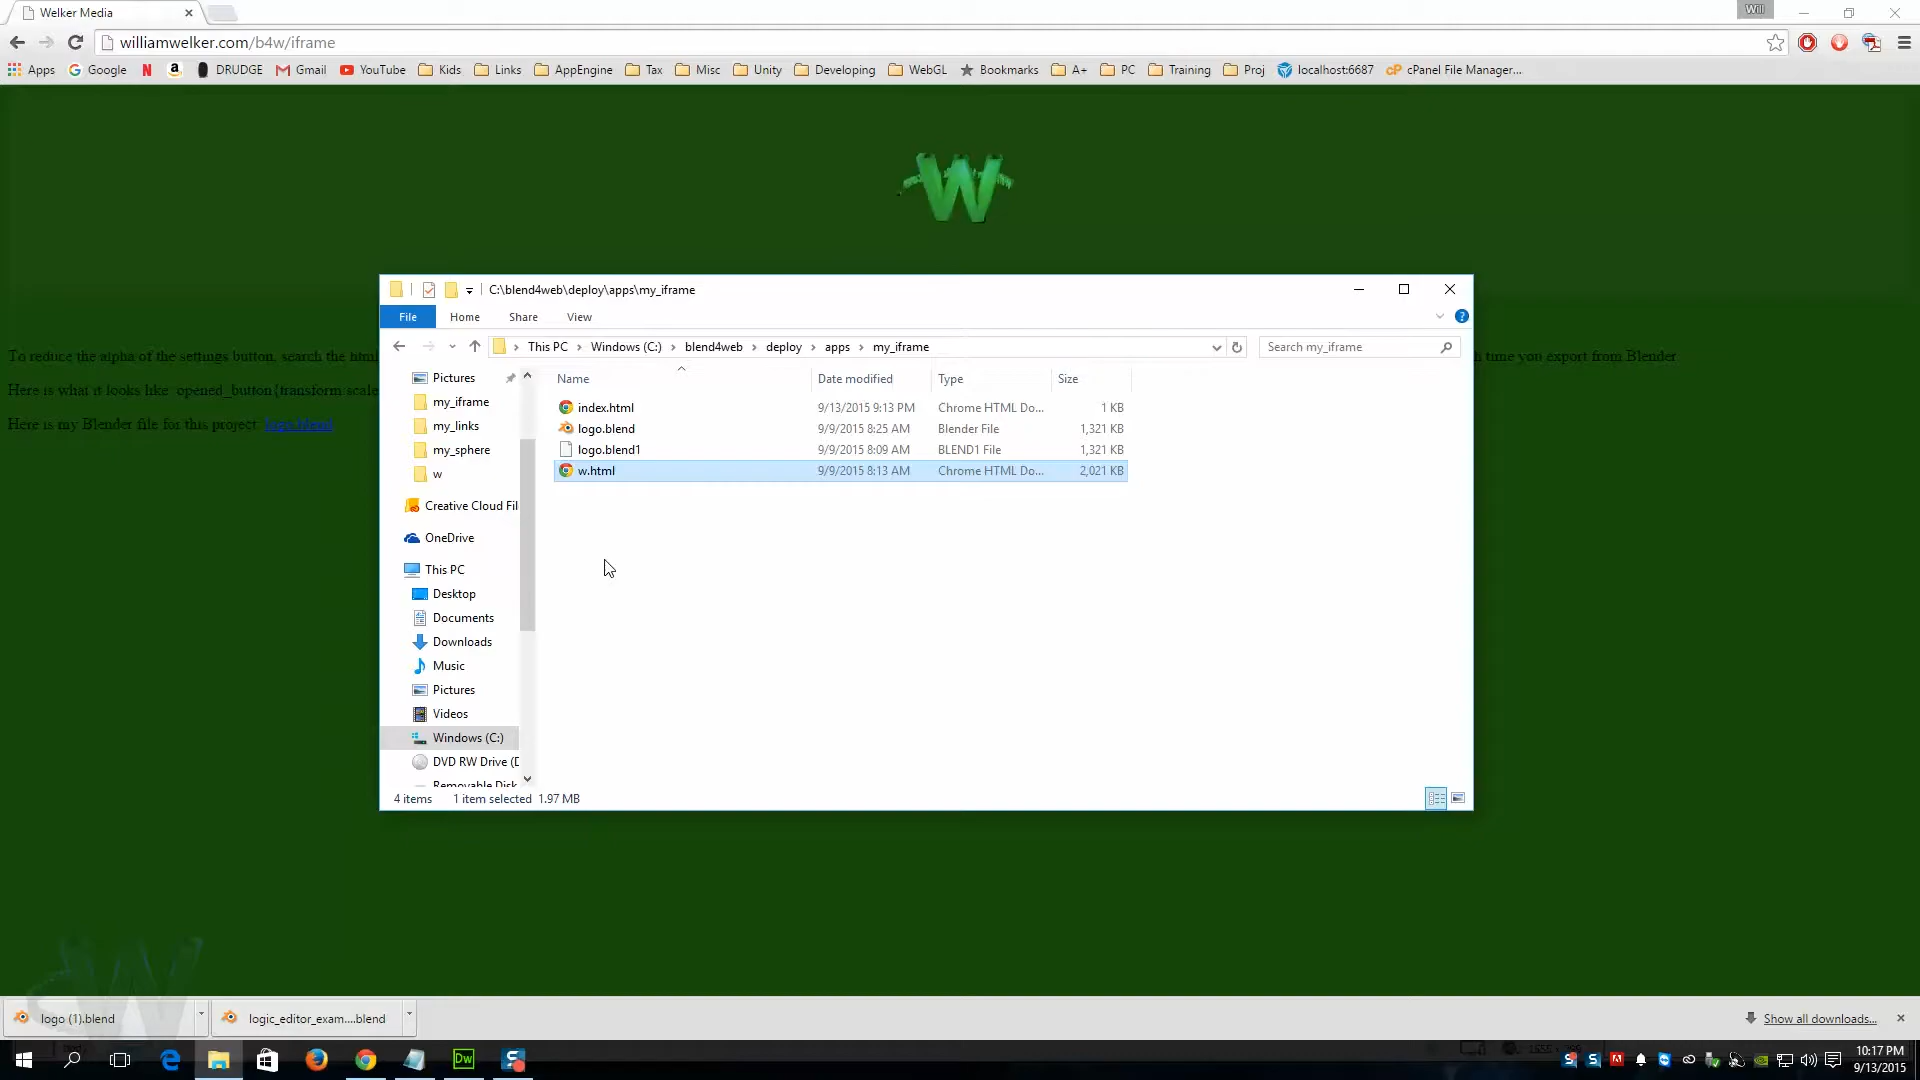 Welker Media
Will
williamwelker.com/b4w/iframe
Apps Google DRUDGE Gmail YouTube Kids Links AppEngine Tax Misc Unity Developing WebGL Bookmarks A+ PC Training Proj localhost:6687 cPanel File Manager...
W
C:\blend4web\deploy\apps\my_iframe
File Home Share View
This PC > Windows (C:) > blend4web > deploy > apps > my_iframe
Search my_iframe
Name Date modified Type Size
index.html 9/13/2015 9:13 PM Chrome HTML Do... 1 KB
logo.blend 9/9/2015 8:25 AM Blender File 1,321 KB
logo.blend1 9/9/2015 8:09 AM BLEND1 File 1,321 KB
w.html 9/9/2015 8:13 AM Chrome HTML Do... 2,021 KB
Pictures
my_iframe
my_links
my_sphere
w
Creative Cloud Fil
OneDrive
This PC
Desktop
Documents
Downloads
Music
Pictures
Videos
Windows (C:)
DVD RW Drive (D
Removable Disk
4 items 1 item selected 1.97 MB
To reduce the alpha of the settings button, search the html
time you export from Blender
Here is what it looks like opened_button{transform:scale
Here is my Blender file for this project: logo.blend
W
logo (1).blend
logic_editor_exam....blend
Show all downloads...
Dw
10:17 PM
9/13/2015